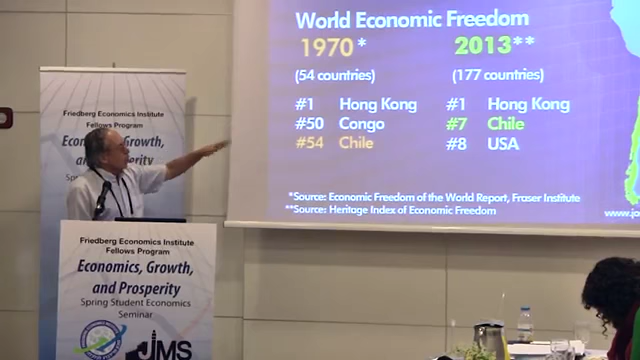 World Economic Freedom
1970* 2013**
(54 countries) (177 countries)
#1 Hong Kong #1 Hong Kong
#50 Congo #7 Chile
#54 Chile #8 USA
*Source: Economic Freedom of the World Report, Fraser Institute
**Source: Heritage Index of Economic Freedom
Friedberg Economics Institute
Fellows Program
Growth,
Prosperity
Friedberg Economics Institute
Fellows Program
Economics, Growth,
and Prosperity
Spring Student Economics
Seminar
JIMS